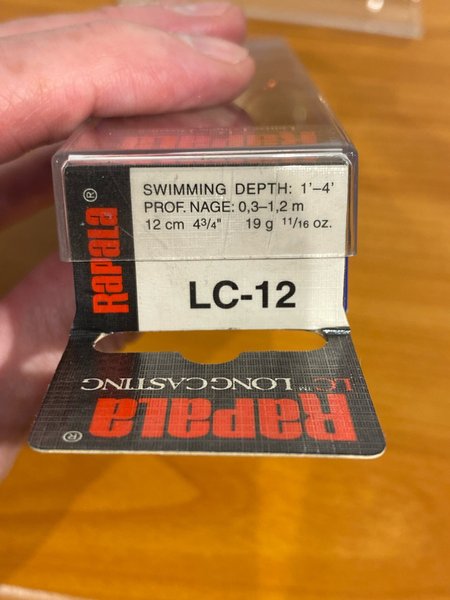 Rapala®
SWIMMING DEPTH: 1'–4'
PROF. NAGE: 0,3–1,2 m
12 cm 4¾" 19 g 11/16 oz.
LC-12
LC™ LONG CASTING
Rapala®